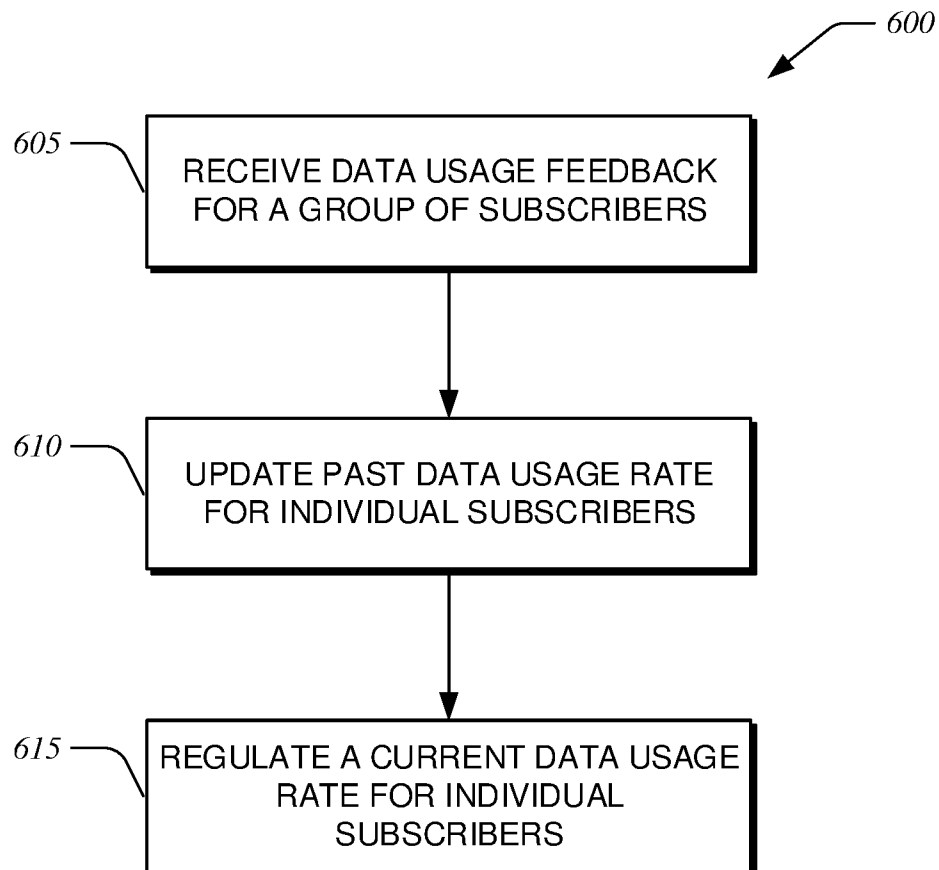 600
605
RECEIVE DATA USAGE FEEDBACK
FOR A GROUP OF SUBSCRIBERS
610
UPDATE PAST DATA USAGE RATE
FOR INDIVIDUAL SUBSCRIBERS
615
REGULATE A CURRENT DATA USAGE
RATE FOR INDIVIDUAL
SUBSCRIBERS